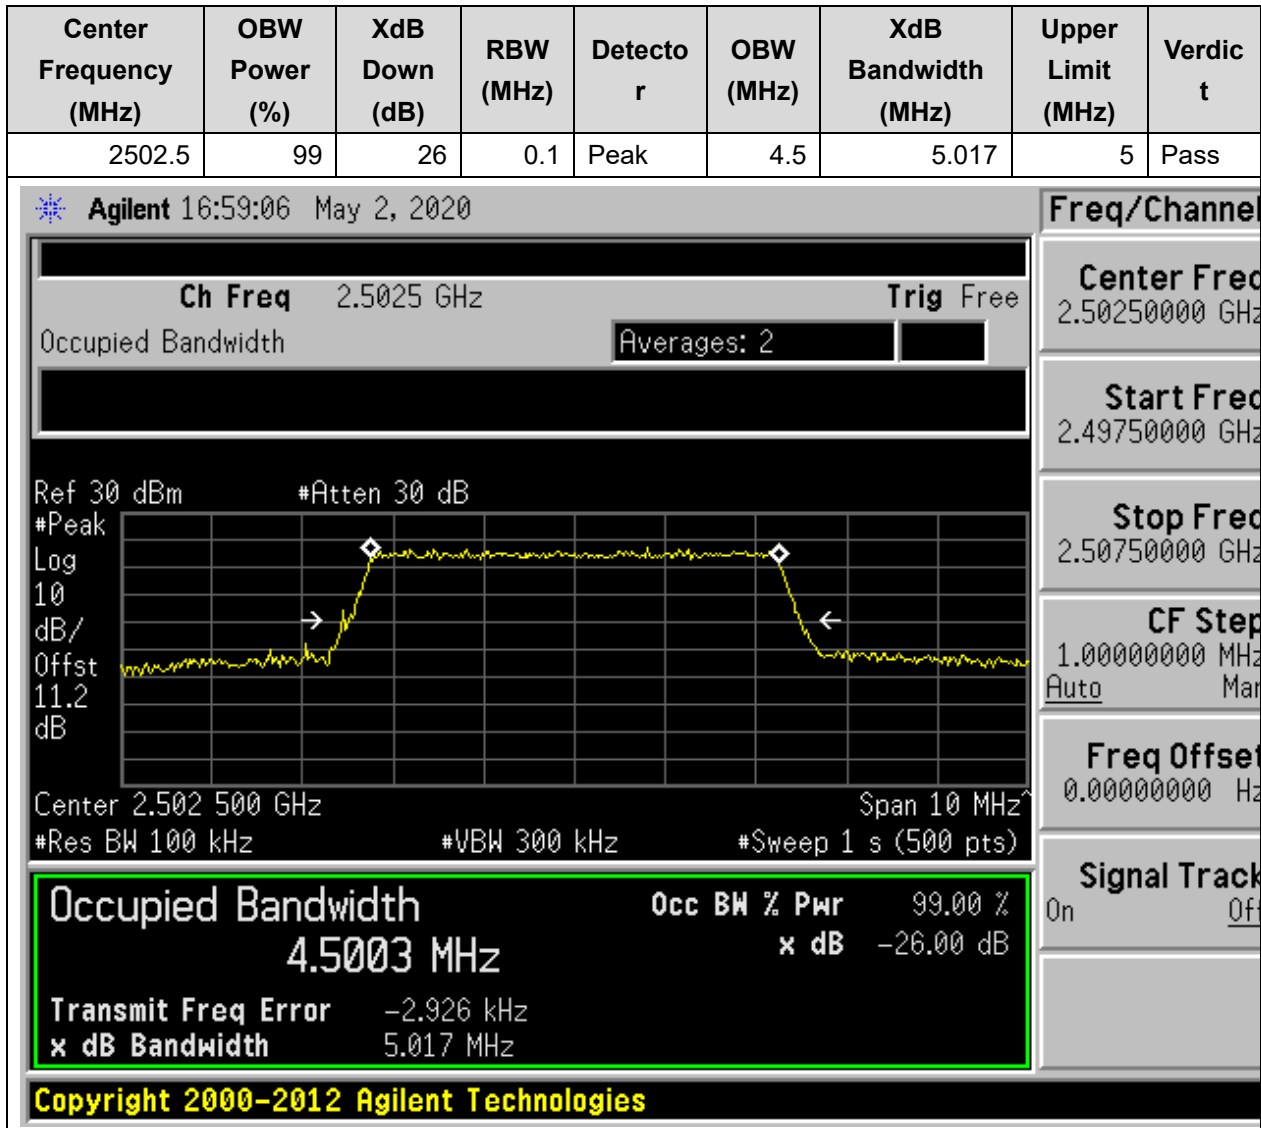 Center Frequency (MHz) OBW Power (%) XdB Down (dB) RBW (MHz) Detecto r OBW (MHz) XdB Bandwidth (MHz) Upper Limit (MHz) Verdic t
2502.5 99 26 0.1 Peak 4.5 5.017 5 Pass
Agilent 16:59:06 May 2, 2020
Freq/Channel
Ch Freq 2.5025 GHz Trig Free
Occupied Bandwidth Averages: 2
Center Freq
2.50250000 GHz
Start Freq
2.49750000 GHz
Stop Freq
2.50750000 GHz
CF Step
1.00000000 MHz
Auto Man
Freq Offset
0.00000000 Hz
Signal Track
On Off
Ref 30 dBm #Atten 30 dB
#Peak
Log
10
dB/
Offst
11.2
dB
Center 2.502 500 GHz Span 10 MHz^
#Res BW 100 kHz #VBW 300 kHz #Sweep 1 s (500 pts)
Occupied Bandwidth Occ BW % Pwr 99.00 %
4.5003 MHz x dB -26.00 dB
Transmit Freq Error -2.926 kHz
x dB Bandwidth 5.017 MHz
Copyright 2000-2012 Agilent Technologies